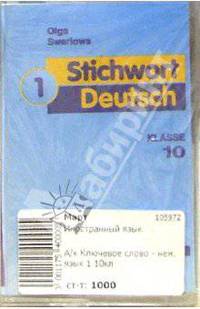 Olga
Swerlowa
1
Stichwort
Deutsch
KLASSE
10
Лабиринт
Март
105972
Иностранный язык
А/к Ключевое слово - нем.
язык 1 10кл
СТ-Т: 1000